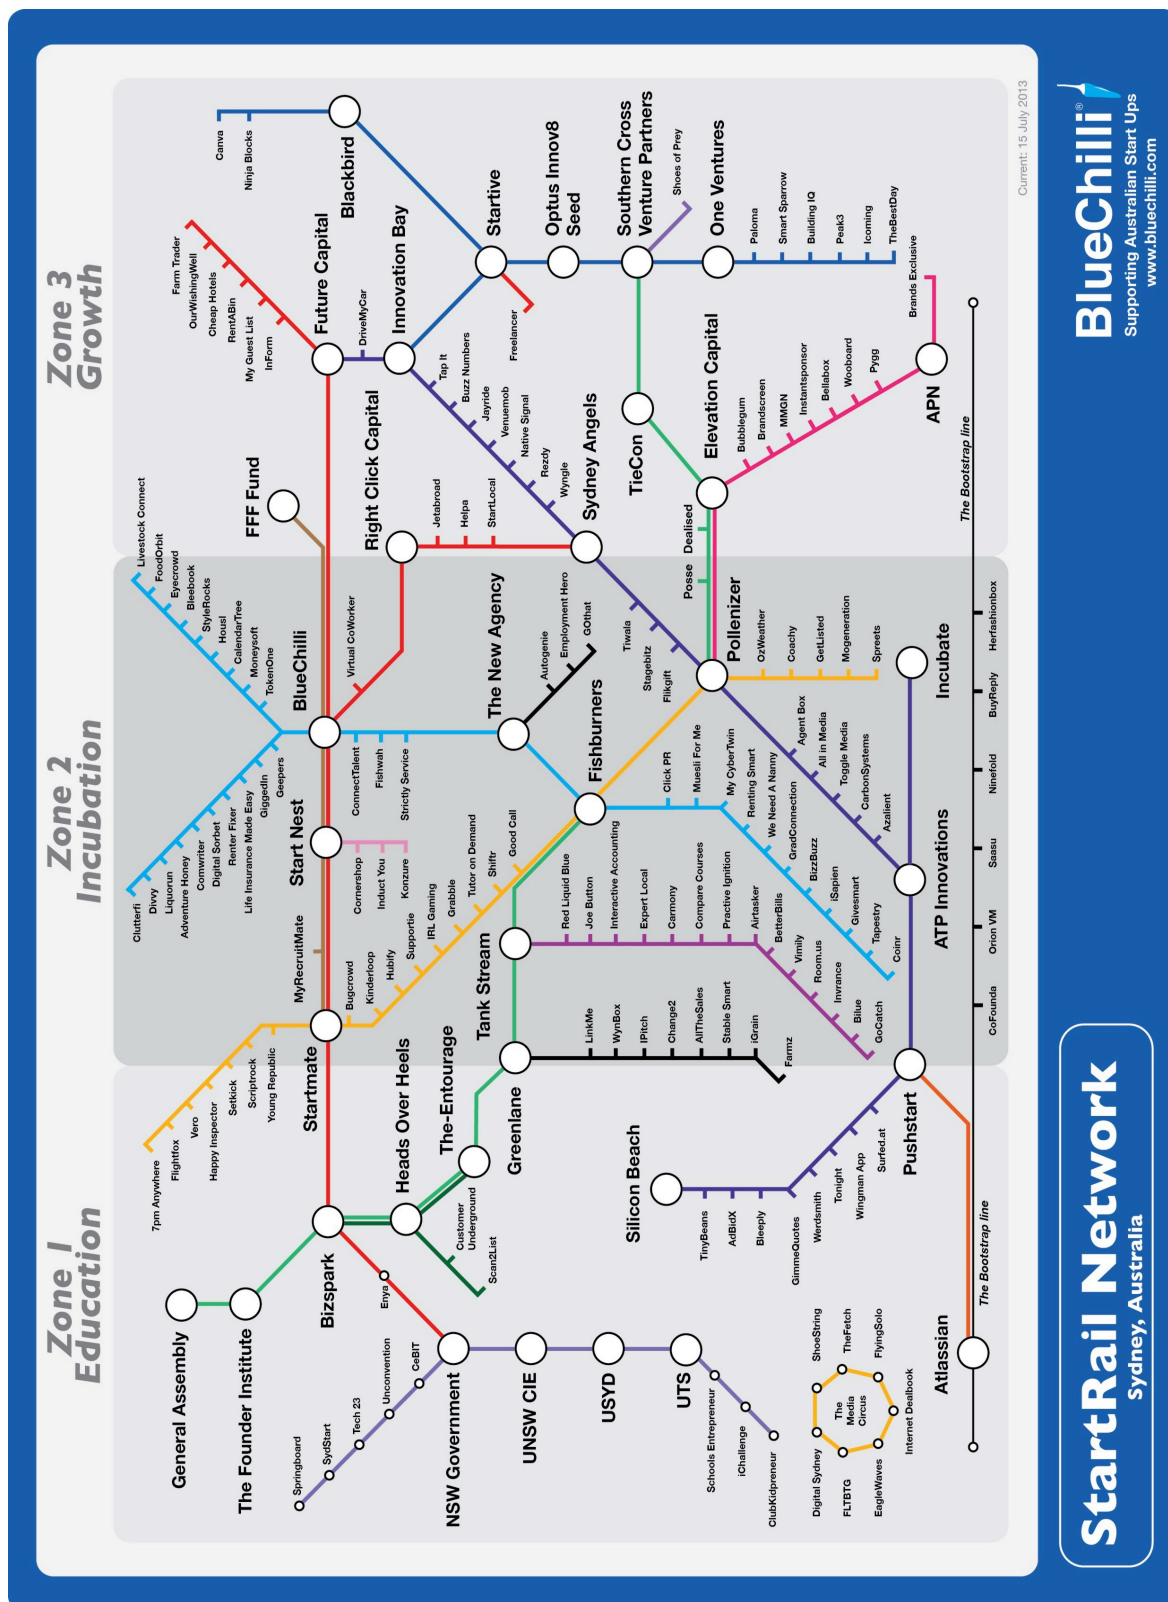 Zone 1
Education
Zone 2
Incubation
Zone 3
Growth
General Assembly
The Founder Institute
Bizspark
Enya
NSW Government
Springboard
SydStart
Tech 23
Unconvention
CeBIT
UNSW CIE
USYD
UTS
Schools Entrepreneur
iChallenge
ClubKidpreneur
Heads Over Heels
Customer
Underground
Scan2List
The-Entourage
Greenlane
LinkMe
WynBox
IPitch
Change2
AllTheSales
Stable Smart
iGrain
Farmz
Silicon Beach
TinyBeans
AdBidX
Bleeply
GimmeQuotes
Werdsmith
Tonight
Wingman App
Surfed.at
Pushstart
Atlassian
The Bootstrap line
The
Media
Circus
ShoeString
TheFetch
FlyingSolo
Internet Dealbook
EagleWaves
FLTBTG
Digital Sydney
Startmate
7pm Anywhere
Flightfox
Vero
Happy Inspector
Setkick
Scriptrock
Young Republic
MyRecruitMate
Bugcrowd
Kinderloop
Hubify
Supportie
IRL Gaming
Grabble
Tutor on Demand
Shiftr
Good Call
Start Nest
Cornershop
Induct You
Konzure
BlueChilli
Clutterfi
Divvy
Liquorun
Adventure Honey
Comwriter
Digital Sorbet
Renter Fixer
Life Insurance Made Easy
GiggedIn
Geepers
Livestock Connect
FoodOrbit
Eyecrowd
Bleebook
StyleRocks
Housl
CalendarTree
Moneysoft
TokenOne
ConnectTalent
Fishwah
Strictly Service
Virtual CoWorker
The New Agency
Autogenie
Employment Hero
GOthat
Fishburners
Click PR
Muesli For Me
My CyberTwin
Renting Smart
We Need A Nanny
GradConnection
BizzBuzz
iSapien
Givesmart
Tapestry
Coinr
Tank Stream
Red Liquid Blue
Joe Button
Interactive Accounting
Expert Local
Carmony
Compare Courses
Practive Ignition
Airtasker
BetterBills
Vimily
Room.us
Invrance
Bilue
GoCatch
Pollenizer
OzWeather
Coachy
GetListed
Mogeneration
Spreets
Tiwala
Stagebitz
Flikgift
Agent Box
All in Media
Toggle Media
CarbonSystems
Azalient
ATP Innovations
Incubate
CoFounda
Orion VM
Saasu
Ninefold
BuyReply
Herfashionbox
The Bootstrap line
FFF Fund
Future Capital
Farm Trader
OurWishingWell
Cheap Hotels
RentABin
My Guest List
InForm
DriveMyCar
Innovation Bay
Tap It
Buzz Numbers
Jayride
Venuemob
Native Signal
Rezdy
Wyngle
Right Click Capital
Jetabroad
Helpa
StartLocal
Sydney Angels
Blackbird
Canva
Ninja Blocks
Startive
Freelancer
Optus Innov8
Seed
Southern Cross
Venture Partners
Shoes of Prey
One Ventures
Paloma
Smart Sparrow
Building IQ
Peak3
Icoming
TheBestDay
TieCon
Elevation Capital
Posse
Dealised
Bubblegum
Brandscreen
MMGN
Instantsponsor
Bellabox
Wooboard
Pygg
APN
Brands Exclusive
Current: 15 July 2013
StartRail Network
Sydney, Australia
BlueChilli®
Supporting Australian Start Ups
www.bluechilli.com